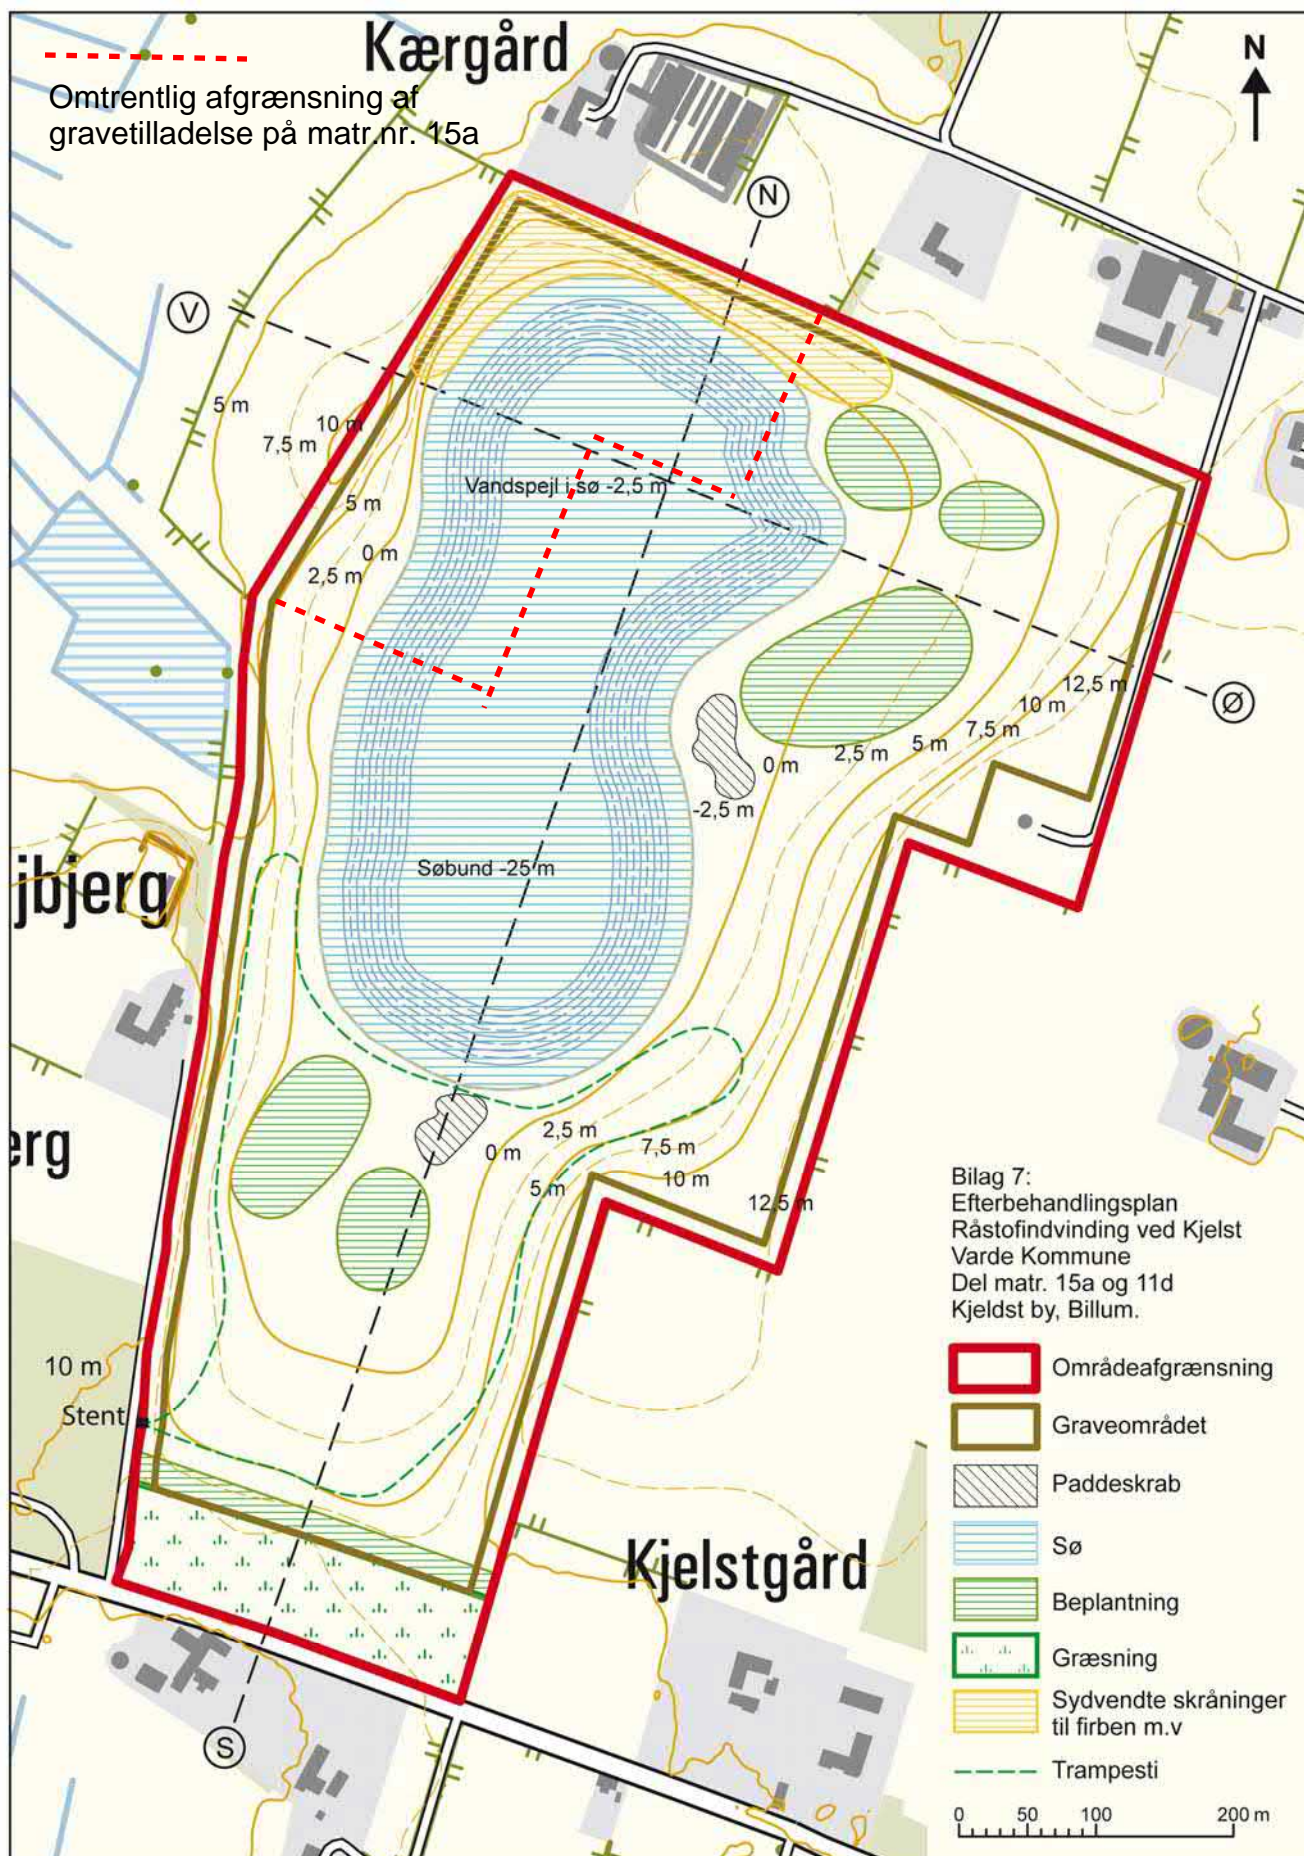 Kærgård
Omtrentlig afgrænsning af
gravetilladelse på matr.nr. 15a
N
N
V
5 m
10 m
7,5 m
5 m
0 m
2,5 m
Vandspejl i sø -2,5 m
Ø
12,5 m
10 m
7,5 m
5 m
2,5 m
0 m
-2,5 m
Søbund -25 m
jbjerg
erg
2,5 m
0 m
7,5 m
5 m
10 m
12,5 m
10 m
Stent
Kjelstgård
S
Bilag 7:
Efterbehandlingsplan
Råstofindvinding ved Kjelst
Varde Kommune
Del matr. 15a og 11d
Kjeldst by, Billum.
Områdeafgrænsning
Graveområdet
Paddeskrab
Sø
Beplantning
Græsning
Sydvendte skråninger
til firben m.v
Trampesti
0 50 100 200 m